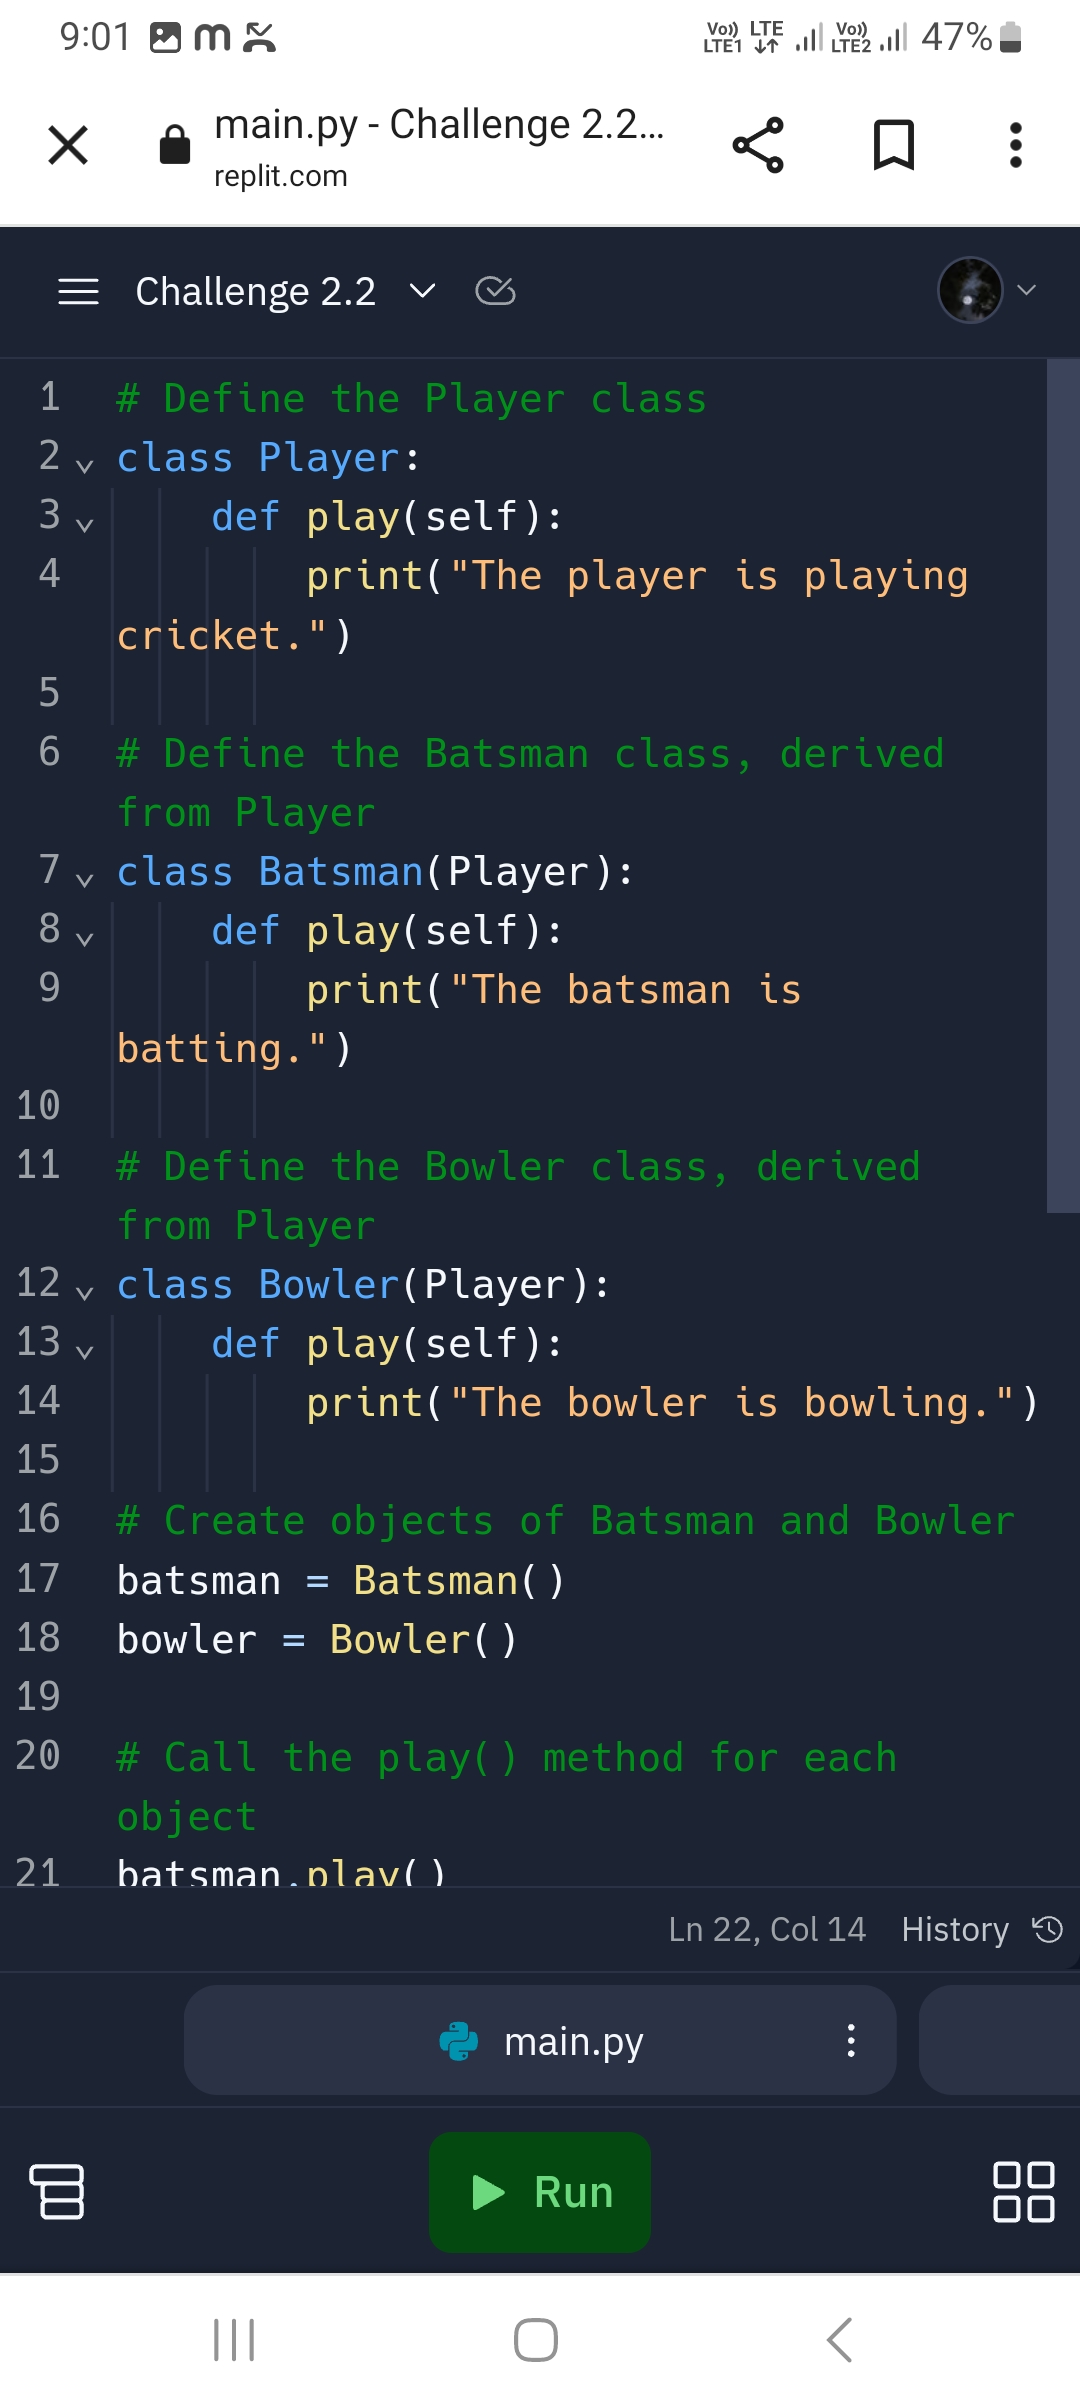 9:01
Vo)) LTE1 LTE Vo)) LTE2 47%
main.py - Challenge 2.2...
replit.com
Challenge 2.2
1 # Define the Player class
2 class Player:
3 def play(self):
4 print("The player is playing
cricket.")
5
6 # Define the Batsman class, derived
from Player
7 class Batsman(Player):
8 def play(self):
9 print("The batsman is
batting.")
10
11 # Define the Bowler class, derived
from Player
12 class Bowler(Player):
13 def play(self):
14 print("The bowler is bowling.")
15
16 # Create objects of Batsman and Bowler
17 batsman = Batsman()
18 bowler = Bowler()
19
20 # Call the play() method for each
object
21 batsman.play()
Ln 22, Col 14 History
main.py
Run